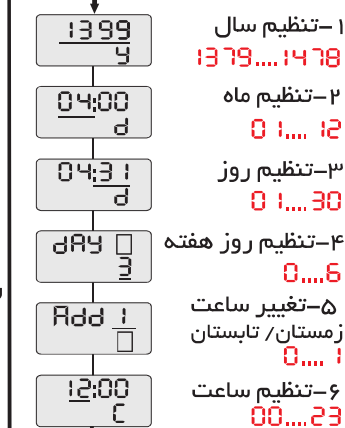 1399
y
۱-تنظیم سال
1379....1478
04:00
d
۲-تنظیم ماه
01....12
04:31
d
۳-تنظیم روز
01....30
dAY
3
۴-تنظیم روز هفته
0....6
Add 1
۵-تغییر ساعت
زمستان/ تابستان
0....1
12:00
C
۶-تنظیم ساعت
00....23